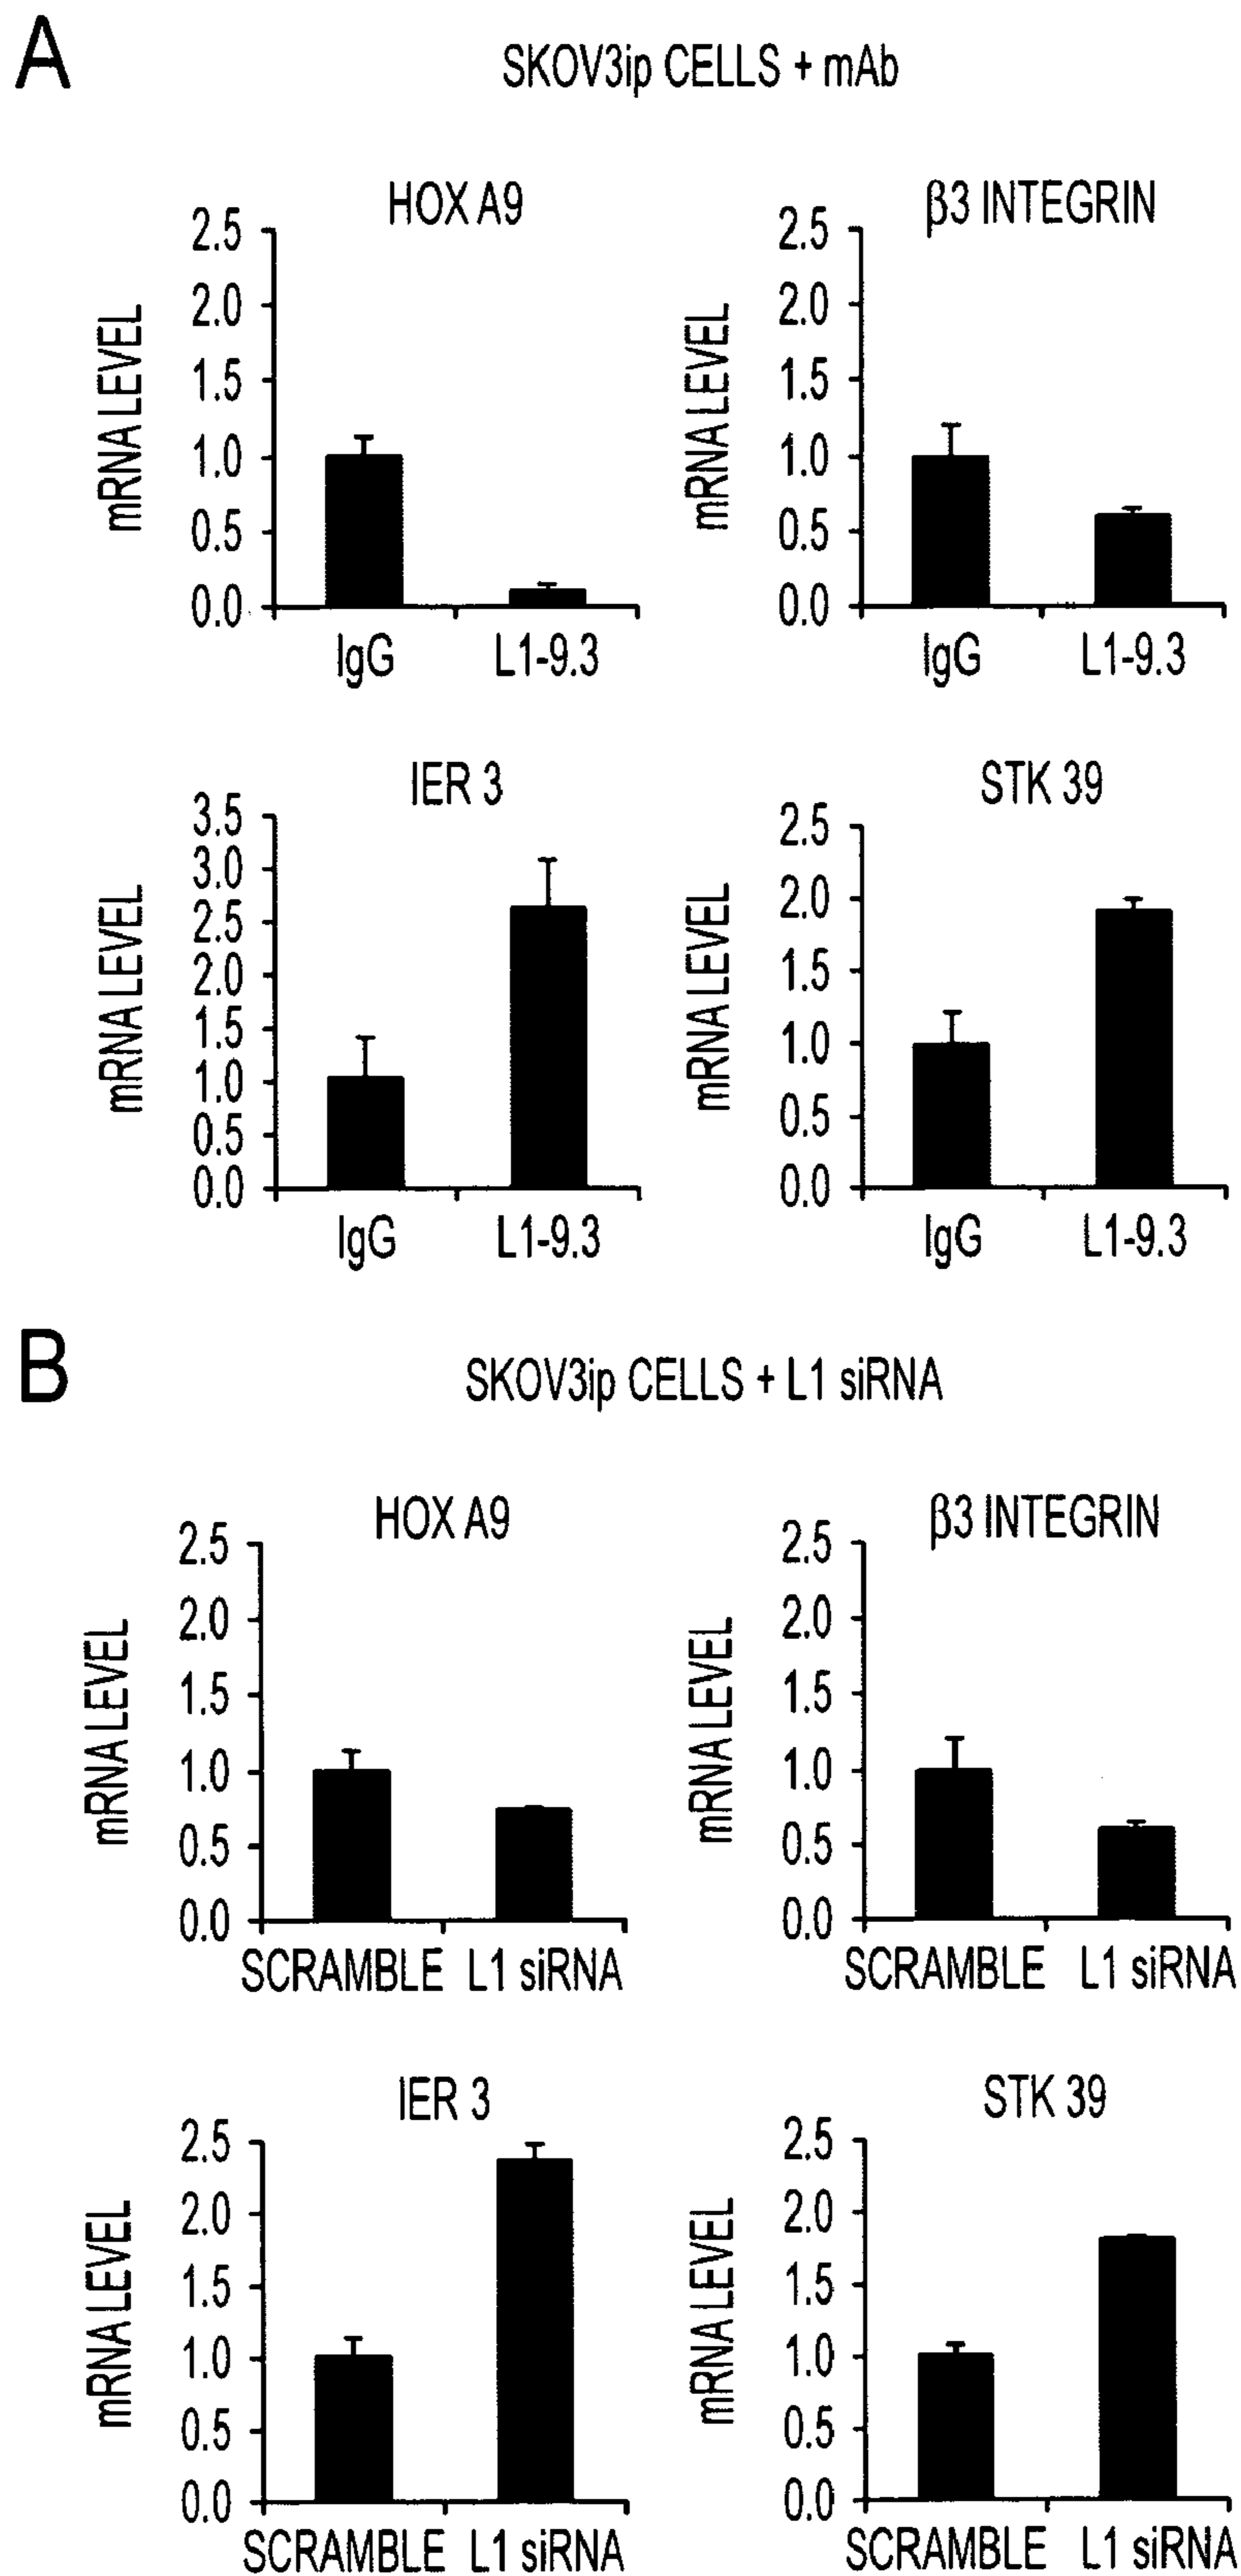 A
SKOV3ip CELLS + mAb
HOX A9
mRNA LEVEL
2.5
2.0
1.5
1.0
0.5
0.0
IgG L1-9.3
β3 INTEGRIN
mRNA LEVEL
2.5
2.0
1.5
1.0
0.5
0.0
IgG L1-9.3
IER 3
mRNA LEVEL
3.5
3.0
2.5
2.0
1.5
1.0
0.5
0.0
IgG L1-9.3
STK 39
mRNA LEVEL
2.5
2.0
1.5
1.0
0.5
0.0
IgG L1-9.3
B
SKOV3ip CELLS + L1 siRNA
HOX A9
mRNA LEVEL
2.5
2.0
1.5
1.0
0.5
0.0
SCRAMBLE L1 siRNA
β3 INTEGRIN
mRNA LEVEL
2.5
2.0
1.5
1.0
0.5
0.0
SCRAMBLE L1 siRNA
IER 3
mRNA LEVEL
2.5
2.0
1.5
1.0
0.5
0.0
SCRAMBLE L1 siRNA
STK 39
mRNA LEVEL
2.5
2.0
1.5
1.0
0.5
0.0
SCRAMBLE L1 siRNA